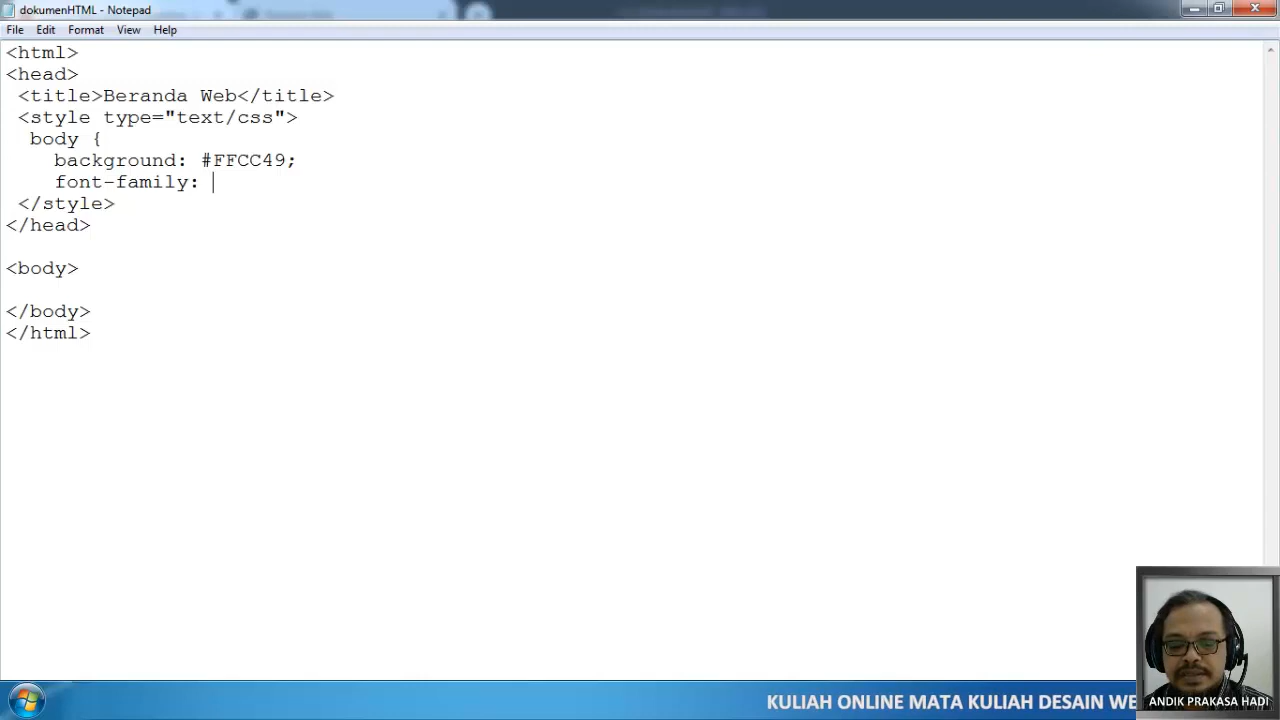 dokumenHTML - Notepad
File Edit Format View Help
<html>
<head>
<title>Beranda Web</title>
<style type="text/css">
body {
background: #FFCC49;
font-family:
</style>
</head>
<body>
</body>
</html>
KULIAH ONLINE MATA KULIAH DESAIN WE
ANDIK PRAKASA HADI